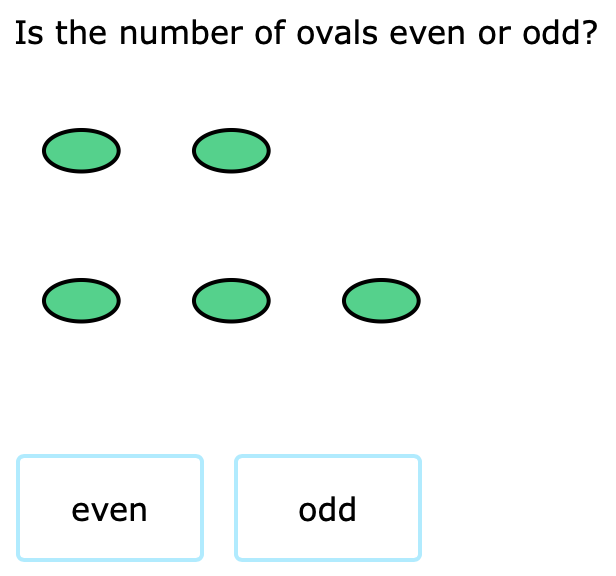 Is the number of ovals even or odd?
even
odd